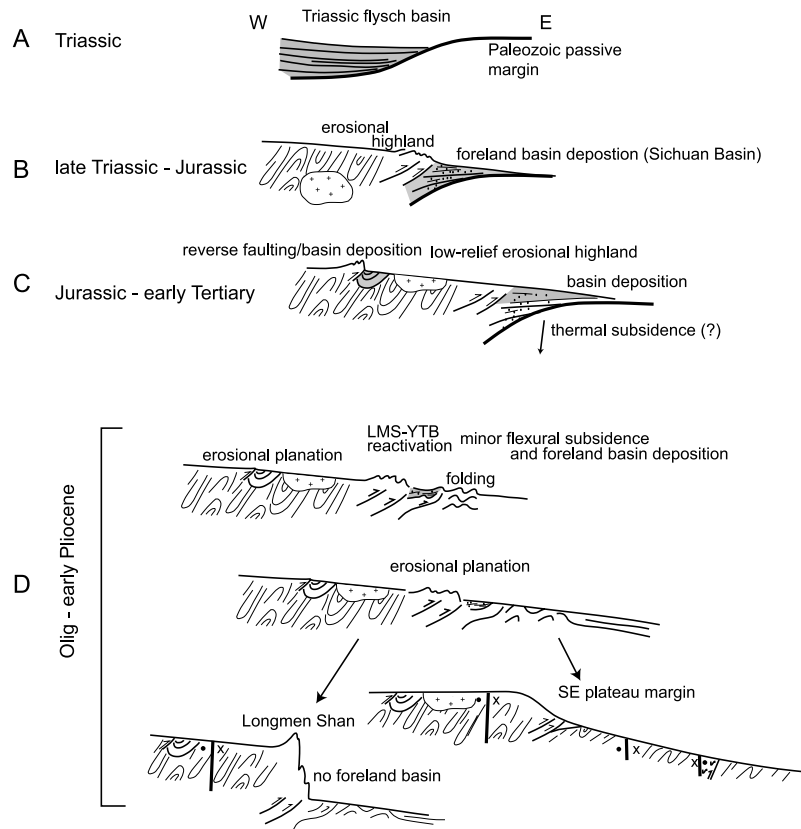 W
Triassic flysch basin
E
A
Triassic
Paleozoic passive
margin
B
late Triassic - Jurassic
erosional
highland
foreland basin depostion (Sichuan Basin)
C
Jurassic - early Tertiary
reverse faulting/basin deposition
low-relief erosional highland
basin deposition
thermal subsidence (?)
D
Olig - early Pliocene
erosional planation
LMS-YTB
reactivation
minor flexural subsidence
and foreland basin deposition
folding
erosional planation
SE plateau margin
x
x
x
Longmen Shan
x
no foreland basin